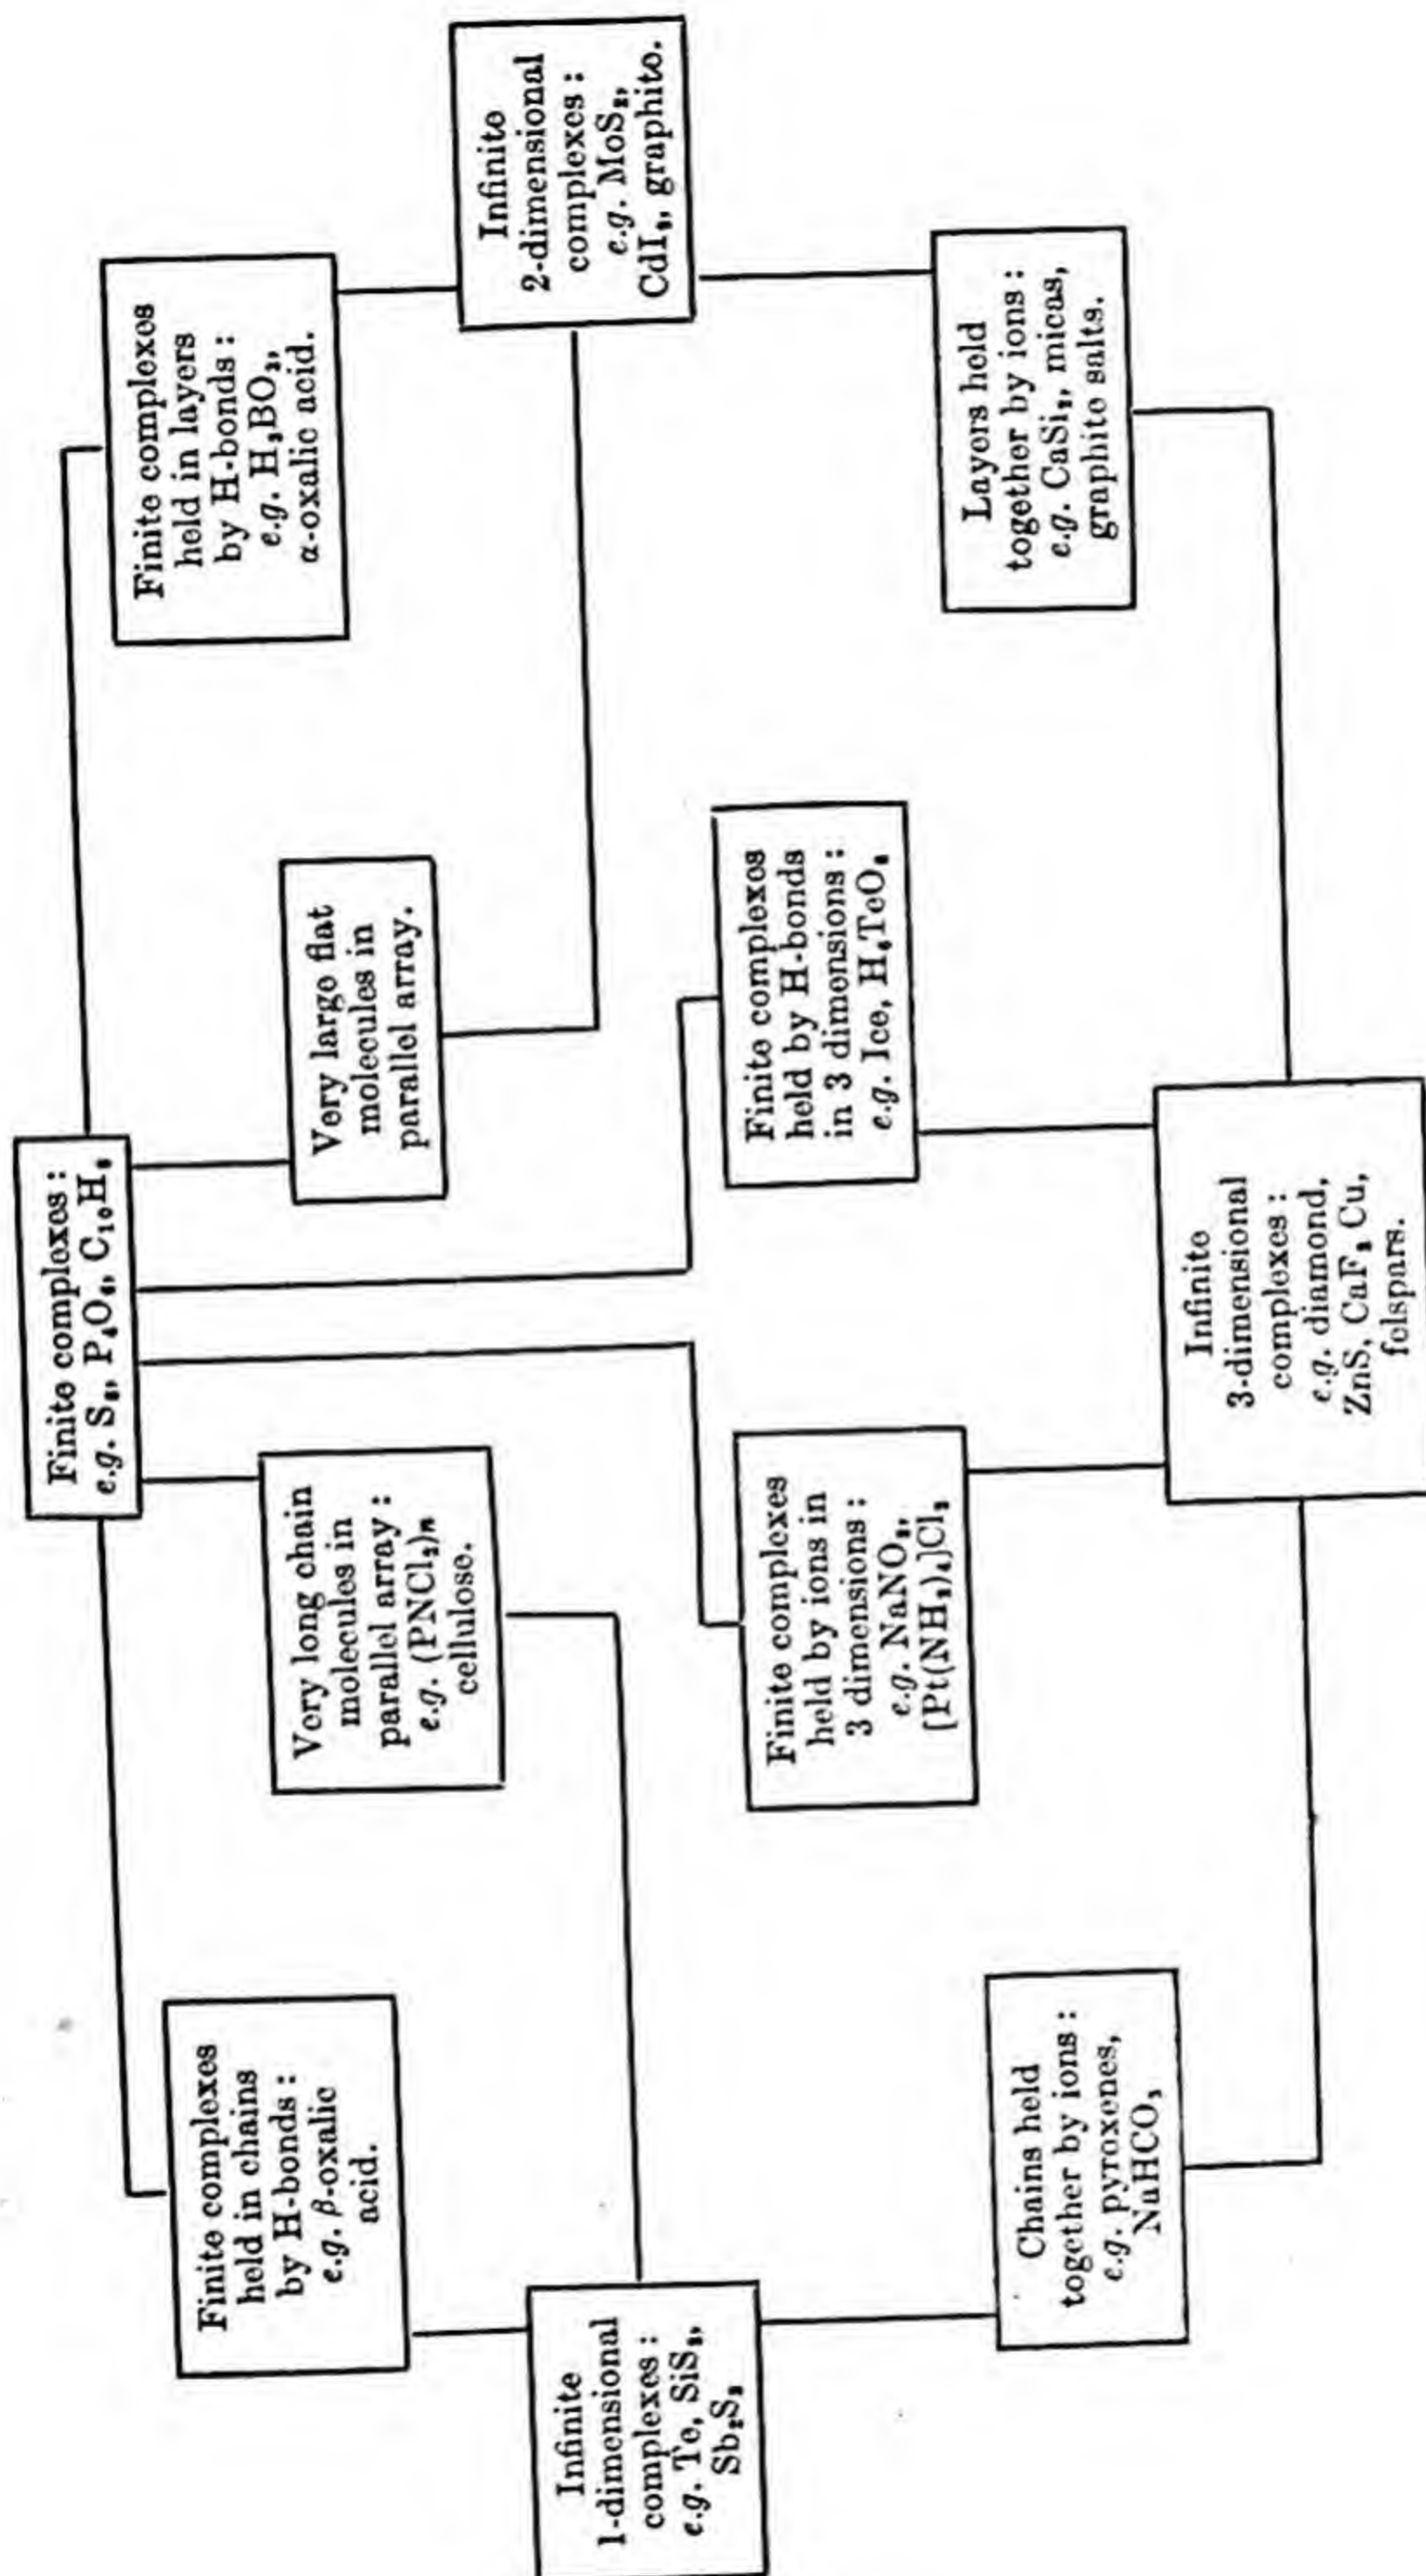 Finite complexes :
e.g. S₈, P₄O₆, C₁₀H₈
Finite complexes
held in chains
by H-bonds :
e.g. β-oxalic
acid.
Very long chain
molecules in
parallel array :
e.g. (PNCl₂)n
cellulose.
Very large flat
molecules in
parallel array.
Finite complexes
held in layers
by H-bonds :
e.g. H₃BO₃,
α-oxalic acid.
Infinite
1-dimensional
complexes :
e.g. Te, SiS₂,
Sb₂S₃
Finite complexes
held by ions in
3 dimensions :
e.g. NaNO₃,
[Pt(NH₃)₄]Cl₂
Finite complexes
held by H-bonds
in 3 dimensions :
e.g. Ice, H₆TeO₆
Infinite
2-dimensional
complexes :
e.g. MoS₂,
CdI₂, graphite.
Chains held
together by ions :
e.g. pyroxenes,
NaHCO₃
Infinite
3-dimensional
complexes :
e.g. diamond,
ZnS, CaF₂ Cu,
felspars.
Layers held
together by ions :
e.g. CaSi₂, micas,
graphite salts.